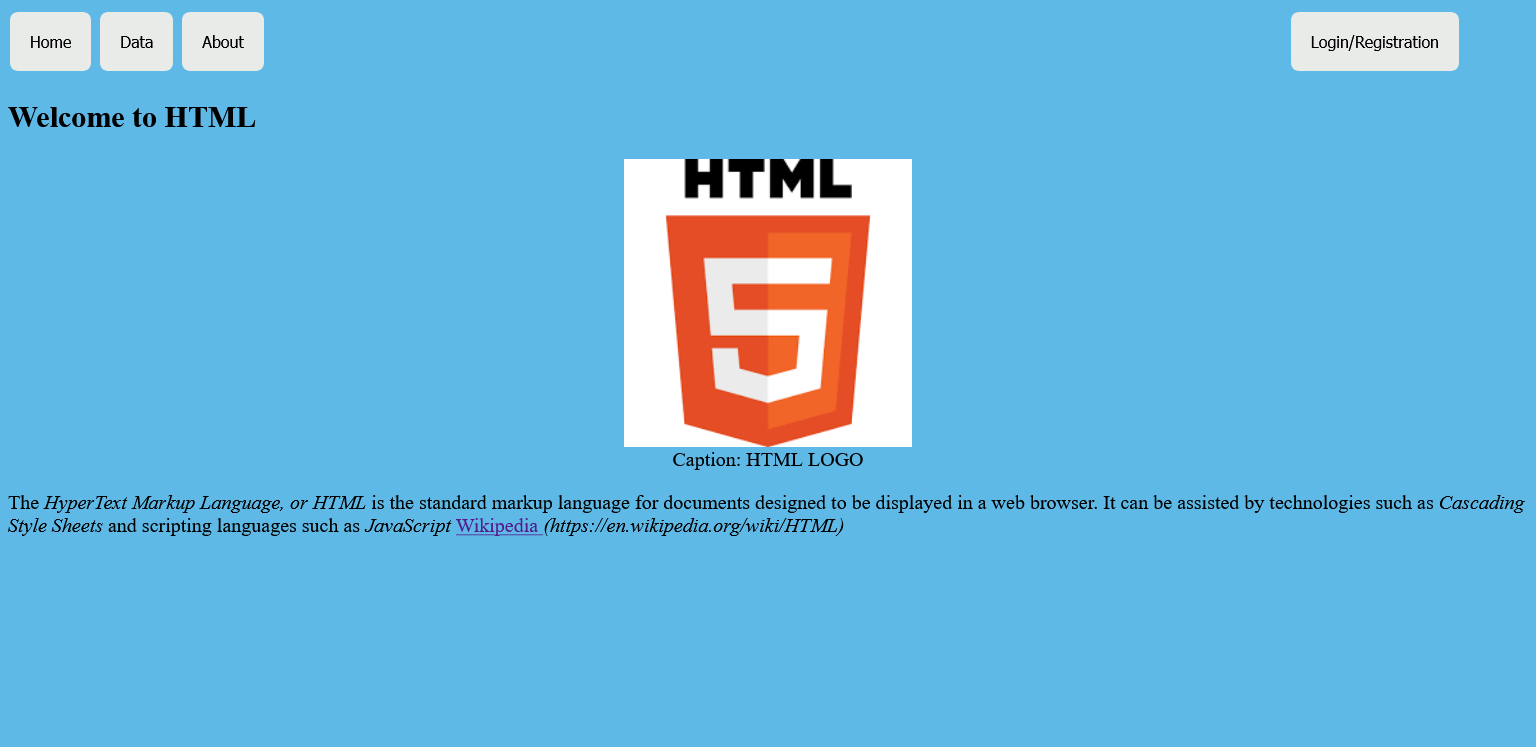 Home Data About Login/Registration
Welcome to HTML
HTML
5
Caption: HTML LOGO
The HyperText Markup Language, or HTML is the standard markup language for documents designed to be displayed in a web browser. It can be assisted by technologies such as Cascading
Style Sheets and scripting languages such as JavaScript Wikipedia (https://en.wikipedia.org/wiki/HTML)